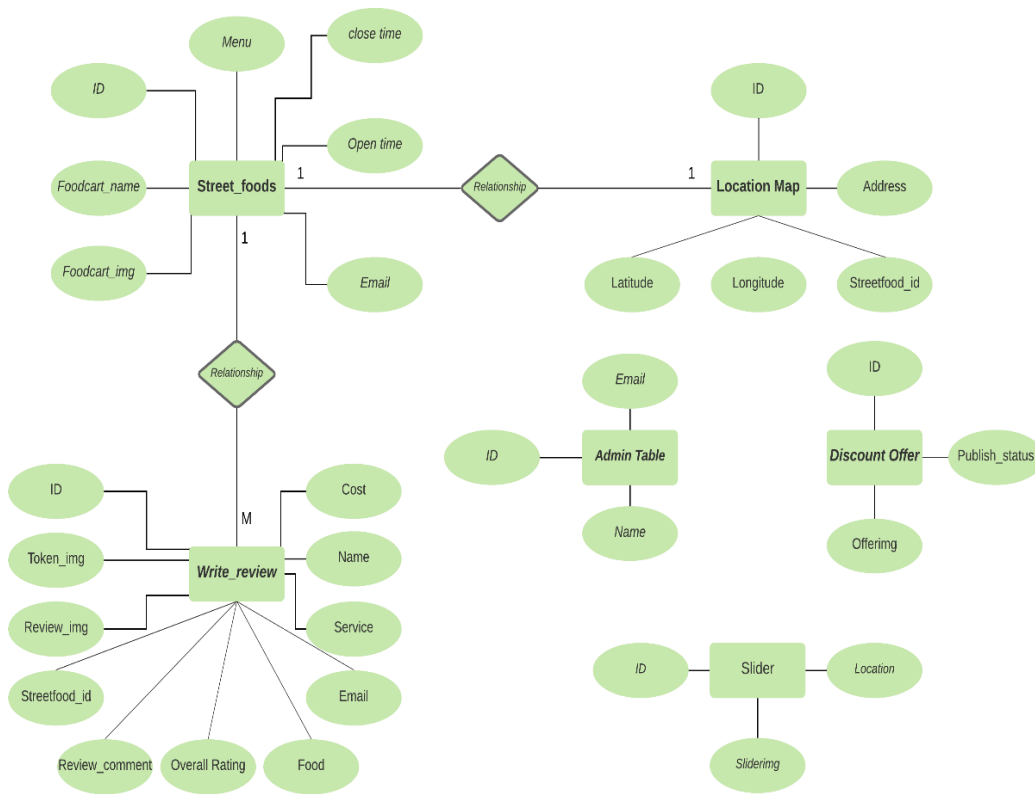 close time
Menu
ID
ID
Open time
Foodcart_name
Street_foods
1
Relationship
1
Location Map
Address
1
Foodcart_img
Email
Latitude
Longitude
Streetfood_id
Relationship
Email
ID
ID
Admin Table
Discount Offer
Publish_status
Name
Offerimg
ID
Cost
M
Token_img
Name
Write_review
Review_img
Service
Streetfood_id
Email
Review_comment
Overall Rating
Food
ID
Slider
Location
Sliderimg